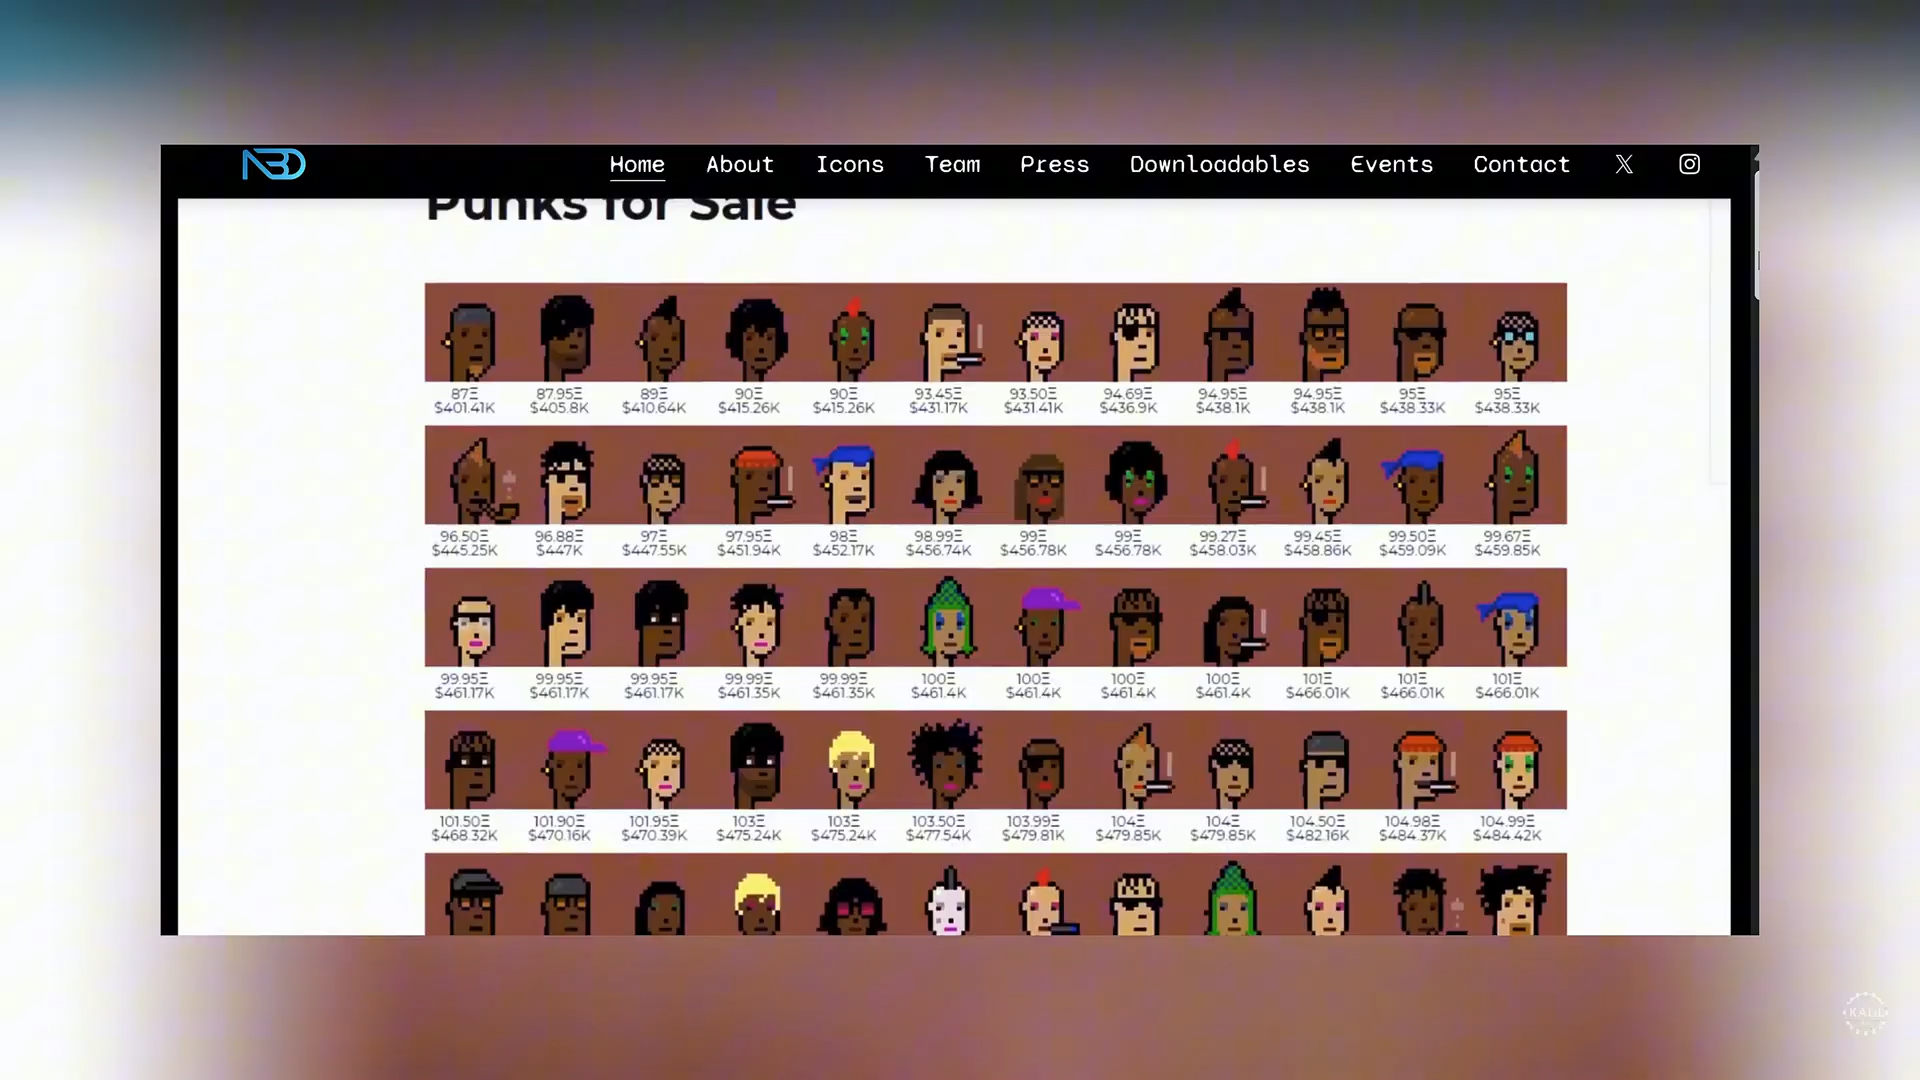 N3D
Home About Icons Team Press Downloadables Events Contact
Punks for Sale
87Ξ 87.95Ξ 89Ξ 90Ξ 90Ξ 93.45Ξ 93.50Ξ 94.69Ξ 94.95Ξ 94.95Ξ 95Ξ 95Ξ
$401.41K $405.8K $410.64K $415.26K $415.26K $431.17K $431.41K $436.9K $438.1K $438.1K $438.33K $438.33K
96.50Ξ 96.88Ξ 97Ξ 97.95Ξ 98Ξ 98.99Ξ 99Ξ 99Ξ 99.27Ξ 99.45Ξ 99.50Ξ 99.67Ξ
$445.25K $447K $447.55K $451.94K $452.17K $456.74K $456.78K $456.78K $458.03K $458.86K $459.09K $459.85K
99.95Ξ 99.95Ξ 99.95Ξ 99.99Ξ 99.99Ξ 100Ξ 100Ξ 100Ξ 100Ξ 101Ξ 101Ξ 101Ξ
$461.17K $461.17K $461.17K $461.35K $461.35K $461.4K $461.4K $461.4K $461.4K $466.01K $466.01K $466.01K
101.50Ξ 101.90Ξ 101.95Ξ 103Ξ 103Ξ 103.50Ξ 103.99Ξ 104Ξ 104Ξ 104.50Ξ 104.98Ξ 104.99Ξ
$468.32K $470.16K $470.39K $475.24K $475.24K $477.54K $479.81K $479.85K $479.85K $482.16K $484.37K $484.42K